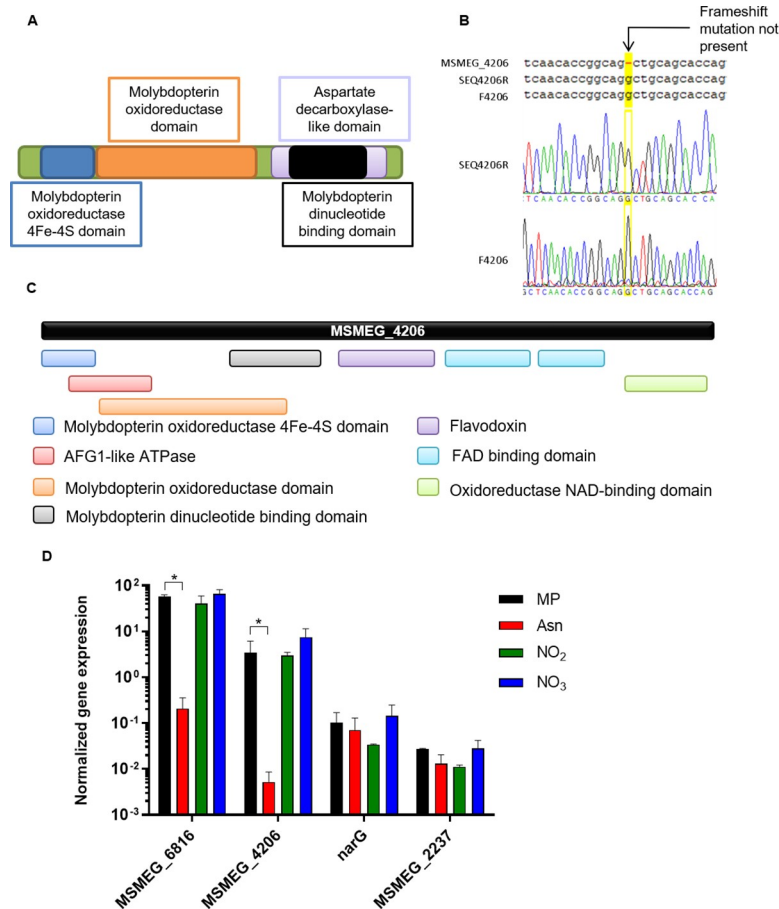 A
Molybdopterin
oxidoreductase
domain
Aspartate
decarboxylase-
like domain
Molybdopterin
oxidoreductase
4Fe-4S domain
Molybdopterin
dinucleotide
binding domain
B
Frameshift
mutation not
present
MSMEG_4206 tcaacaccggcag-ctgcagcaccag
SEQ4206R tcaacaccggcaggctgcagcaccag
F4206 tcaacaccggcaggctgcagcaccag
SEQ4206R
CTCAACACCGGCAGGCTGCAGCACCA
F4206
GCTCAACACCGGCAGGCTGCAGCACCAG
C
MSMEG_4206
Molybdopterin oxidoreductase 4Fe-4S domain
AFG1-like ATPase
Molybdopterin oxidoreductase domain
Molybdopterin dinucleotide binding domain
Flavodoxin
FAD binding domain
Oxidoreductase NAD-binding domain
D
Normalized gene expression
10²
10¹
10⁰
10⁻¹
10⁻²
10⁻³
*
*
MSMEG_6816
MSMEG_4206
narG
MSMEG_2237
MP
Asn
NO₂
NO₃